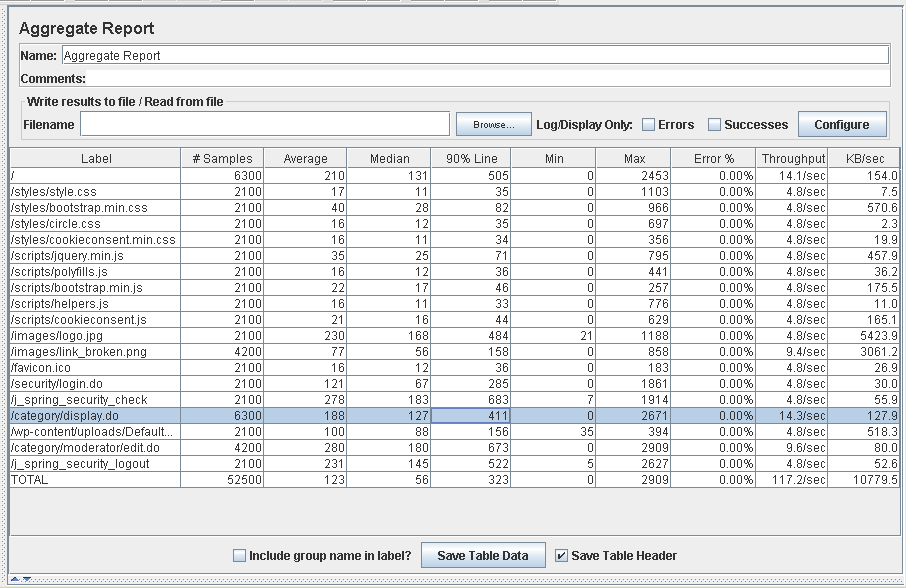 Aggregate Report
Name: Aggregate Report
Comments:
Write results to file / Read from file
Filename Browse... Log/Display Only: Errors Successes Configure
Label # Samples Average Median 90% Line Min Max Error % Throughput KB/sec
/ 6300 210 131 505 0 2453 0.00% 14.1/sec 154.0
/styles/style.css 2100 17 11 35 0 1103 0.00% 4.8/sec 7.5
/styles/bootstrap.min.css 2100 40 28 82 0 966 0.00% 4.8/sec 570.6
/styles/circle.css 2100 16 12 35 0 697 0.00% 4.8/sec 2.3
/styles/cookieconsent.min.css 2100 16 11 34 0 356 0.00% 4.8/sec 19.9
/scripts/jquery.min.js 2100 35 25 71 0 795 0.00% 4.8/sec 457.9
/scripts/polyfills.js 2100 16 12 36 0 441 0.00% 4.8/sec 36.2
/scripts/bootstrap.min.js 2100 22 17 46 0 257 0.00% 4.8/sec 175.5
/scripts/helpers.js 2100 16 11 33 0 776 0.00% 4.8/sec 11.0
/scripts/cookieconsent.js 2100 21 16 44 0 629 0.00% 4.8/sec 165.1
/images/logo.jpg 2100 230 168 484 21 1188 0.00% 4.8/sec 5423.9
/images/link_broken.png 4200 77 56 158 0 858 0.00% 9.4/sec 3061.2
/favicon.ico 2100 16 12 36 0 183 0.00% 4.8/sec 26.9
/security/login.do 2100 121 67 285 0 1861 0.00% 4.8/sec 30.0
/j_spring_security_check 2100 278 183 683 7 1914 0.00% 4.8/sec 55.9
/category/display.do 6300 188 127 411 0 2671 0.00% 14.3/sec 127.9
/wp-content/uploads/Default... 2100 100 88 156 35 394 0.00% 4.8/sec 518.3
/category/moderator/edit.do 4200 280 180 673 0 2909 0.00% 9.6/sec 80.0
/j_spring_security_logout 2100 231 145 522 5 2627 0.00% 4.8/sec 52.6
TOTAL 52500 123 56 323 0 2909 0.00% 117.2/sec 10779.5
Include group name in label? Save Table Data Save Table Header